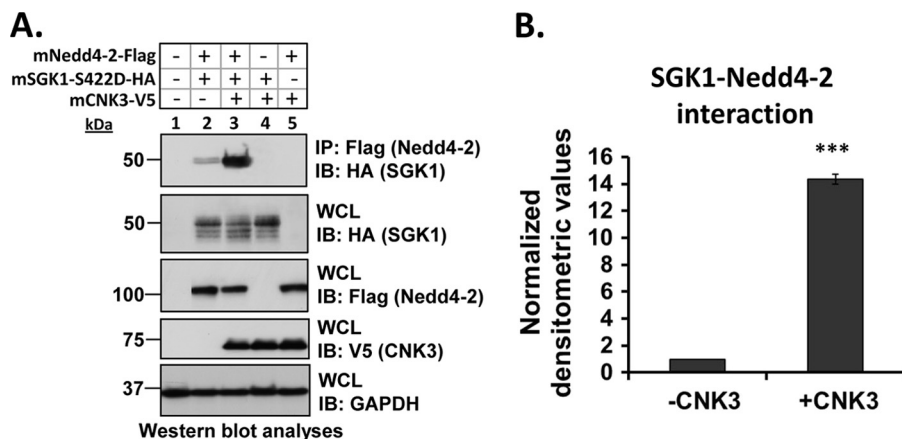 A.
mNedd4-2-Flag - + + - +
mSGK1-S422D-HA - + + + -
mCNK3-V5 - - + + +
kDa 1 2 3 4 5
50
IP: Flag (Nedd4-2)
IB: HA (SGK1)
50
WCL
IB: HA (SGK1)
100
WCL
IB: Flag (Nedd4-2)
75
WCL
IB: V5 (CNK3)
37
WCL
IB: GAPDH
Western blot analyses
B.
SGK1-Nedd4-2
interaction
Normalized
densitometric values
16
14
12
10
8
6
4
2
0
***
-CNK3 +CNK3